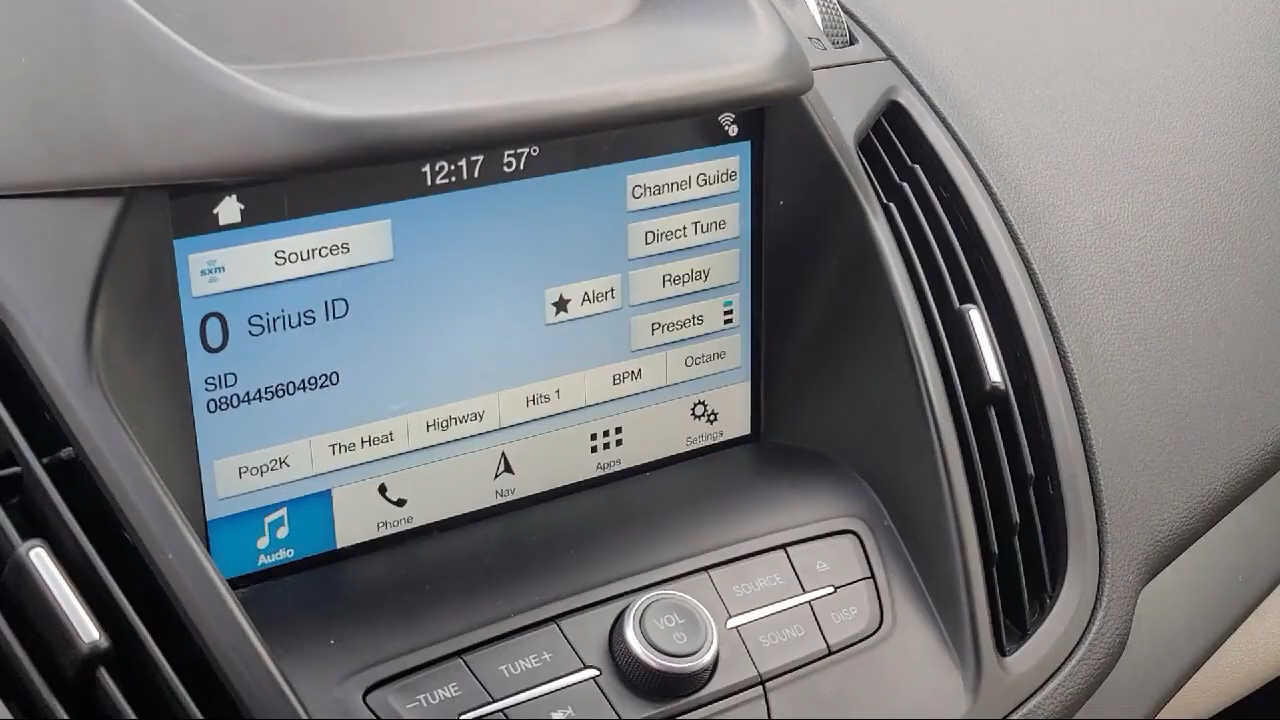 12:17 57°
Channel Guide
sxm Sources
Direct Tune
Replay
Alert
0 Sirius ID
Presets
SID
080445604920
Pop2K The Heat Highway Hits 1 BPM Octane
Audio Phone Nav Apps Settings
VOL
SOURCE
SOUND DISP
–TUNE TUNE+